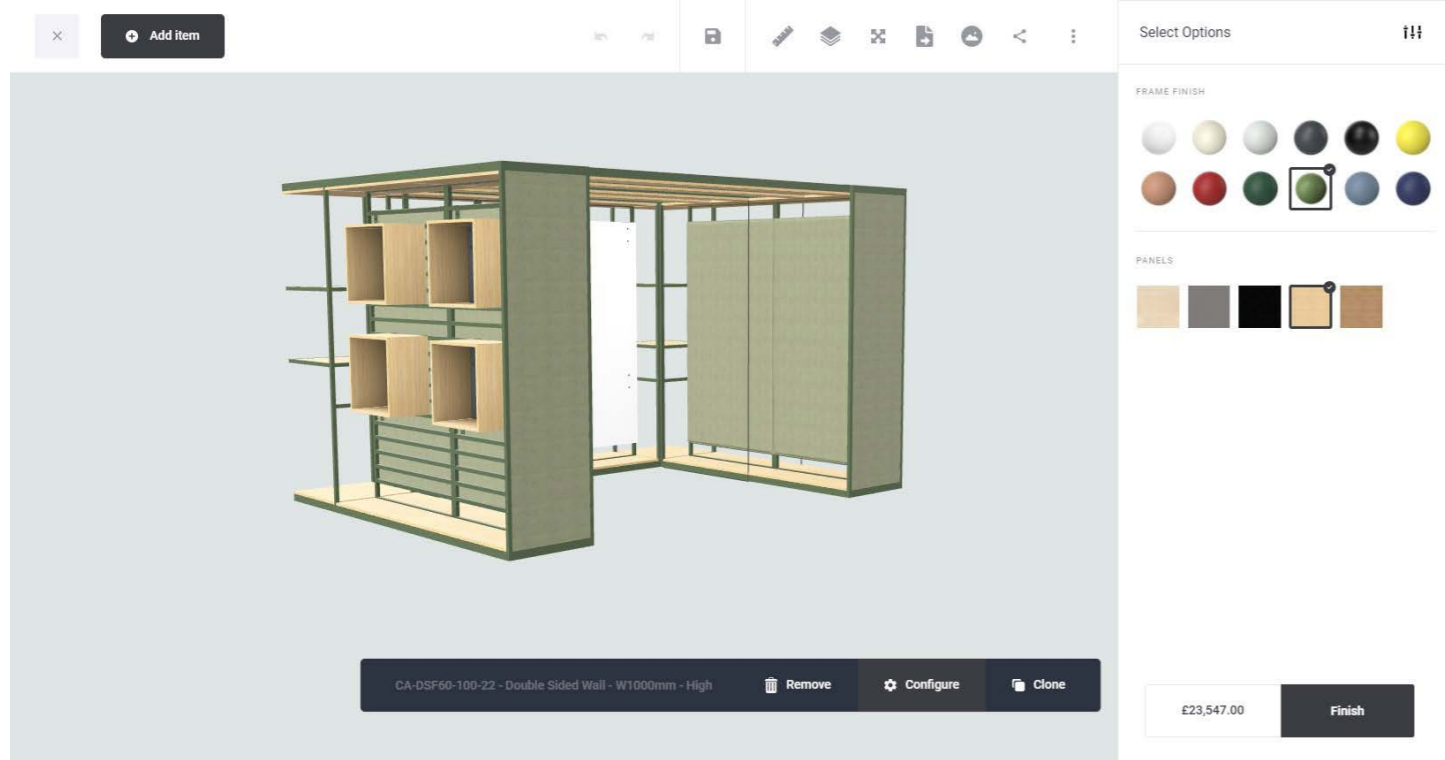 Add item
Select Options
FRAME FINISH
PANELS
CA-DSF60-100-22 - Double Sided Wall - W1000mm - High
Remove
Configure
Clone
£23,547.00
Finish